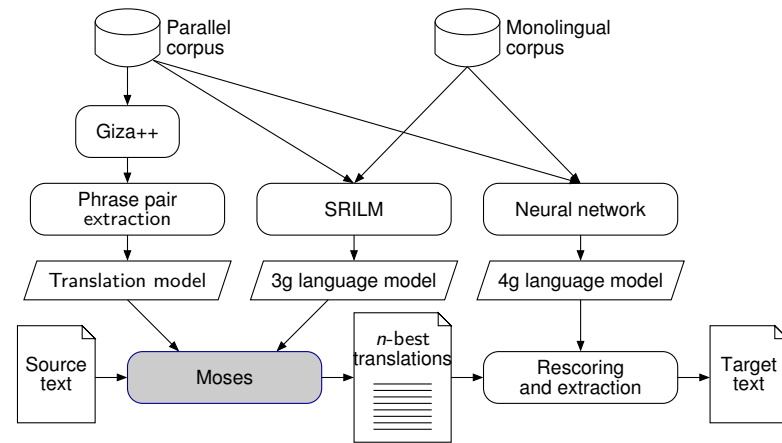 Parallel
corpus
Monolingual
corpus
Giza++
Phrase pair
extraction
SRILM
Neural network
Translation model
3g language model
4g language model
Source
text
Moses
n-best
translations
Rescoring
and extraction
Target
text